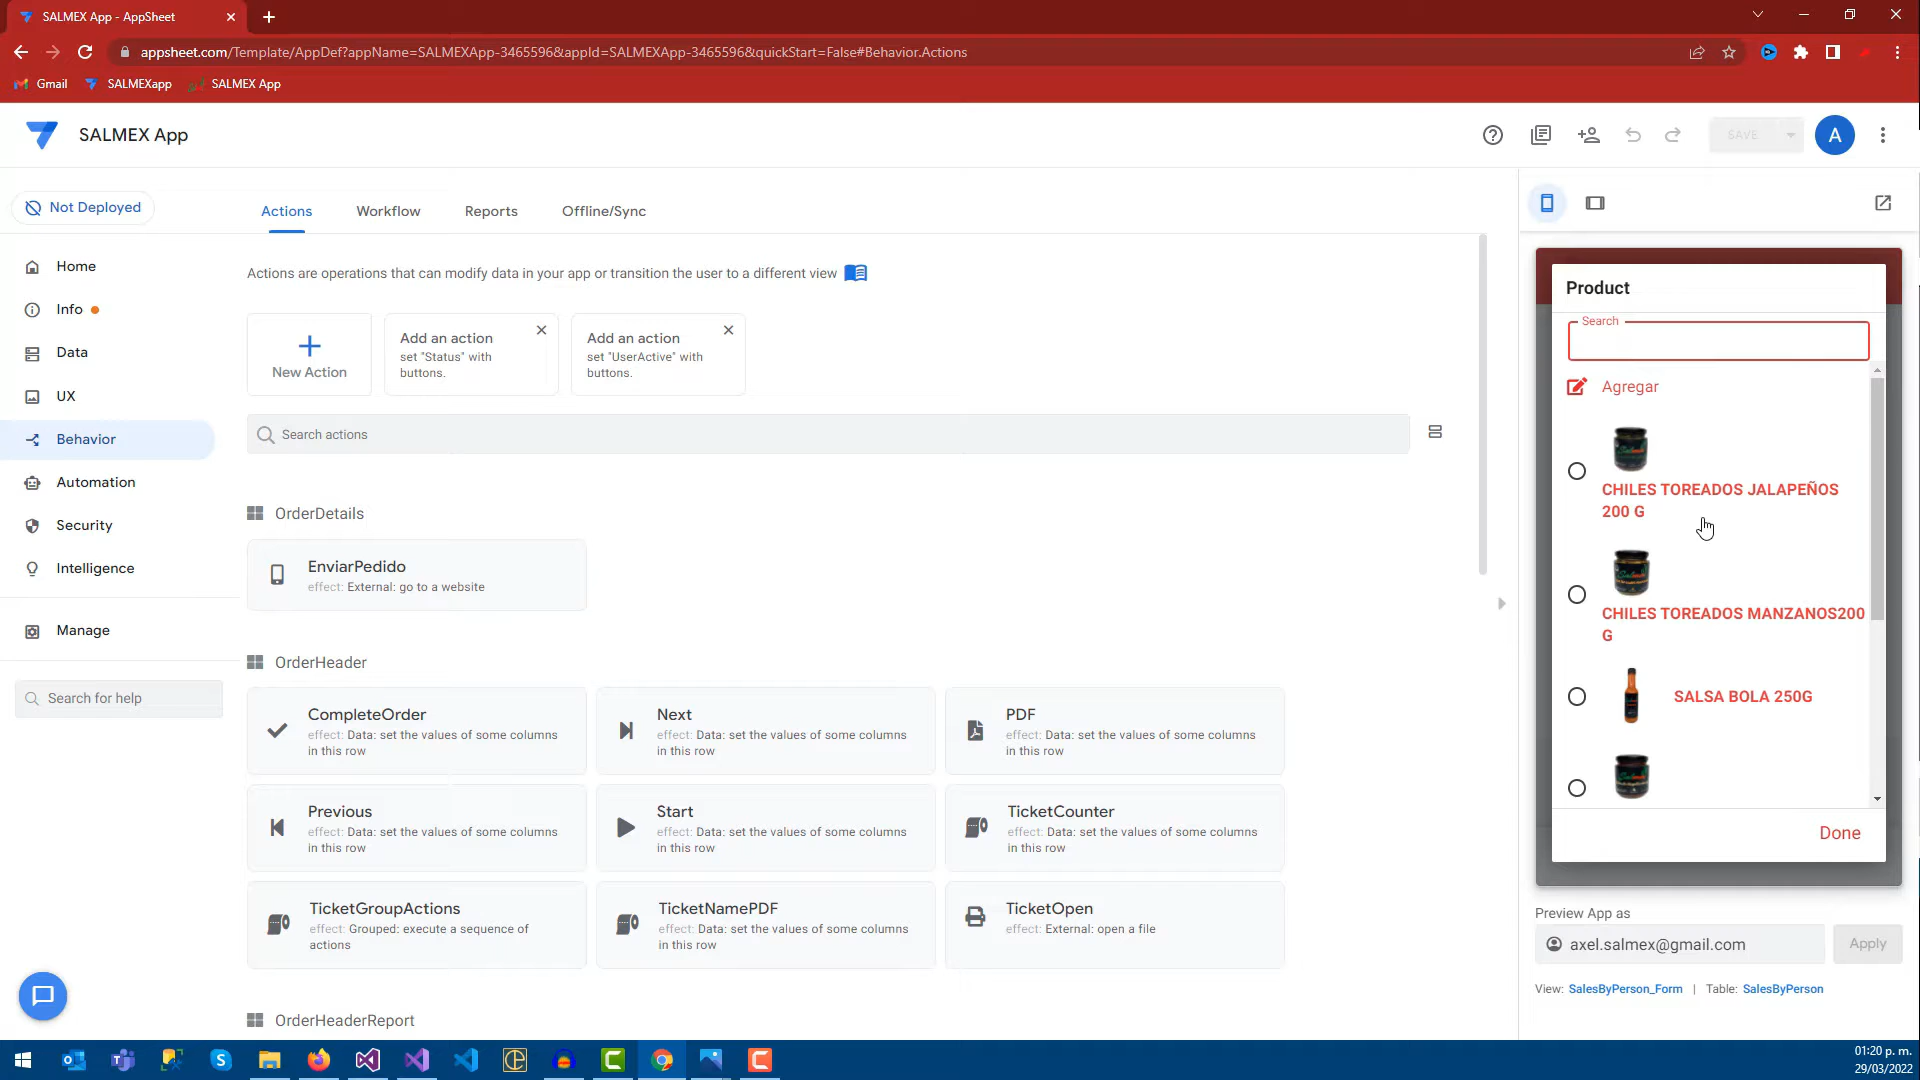 SALMEX App - AppSheet
appsheet.com/Template/AppDef?appName=SALMEXApp-3465596&appId=SALMEXApp-3465596&quickStart=False#Behavior.Actions
Gmail SALMEXapp SALMEX App
SALMEX App
SAVE
A
Not Deployed
Home
Info
Data
UX
Behavior
Automation
Security
Intelligence
Manage
Search for help
Actions Workflow Reports Offline/Sync
Actions are operations that can modify data in your app or transition the user to a different view
New Action
Add an action
set "Status" with
buttons.
Add an action
set "UserActive" with
buttons.
Search actions
OrderDetails
EnviarPedido
effect: External: go to a website
OrderHeader
CompleteOrder
effect: Data: set the values of some columns
in this row
Next
effect: Data: set the values of some columns
in this row
PDF
effect: Data: set the values of some columns
in this row
Previous
effect: Data: set the values of some columns
in this row
Start
effect: Data: set the values of some columns
in this row
TicketCounter
effect: Data: set the values of some columns
in this row
TicketGroupActions
effect: Grouped: execute a sequence of
actions
TicketNamePDF
effect: Data: set the values of some columns
in this row
TicketOpen
effect: External: open a file
OrderHeaderReport
Product
Search
Agregar
CHILES TOREADOS JALAPEÑOS
200 G
CHILES TOREADOS MANZANOS200
G
SALSA BOLA 250G
Done
Preview App as
axel.salmex@gmail.com
Apply
View: SalesByPerson_Form | Table: SalesByPerson
01:20 p. m.
29/03/2022